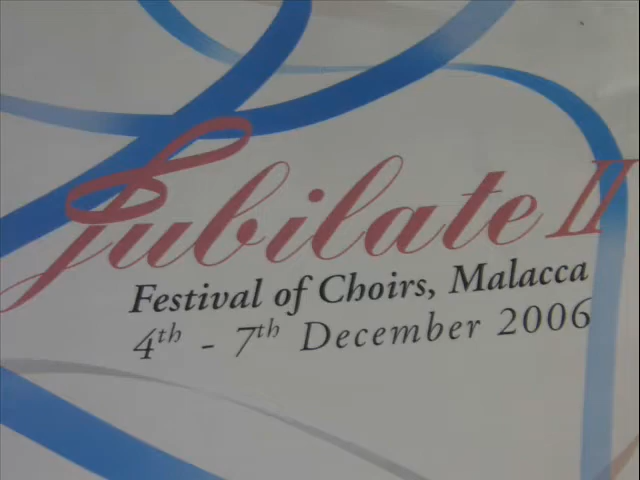 Jubilate II
Festival of Choirs, Malacca
4th - 7th December 2006